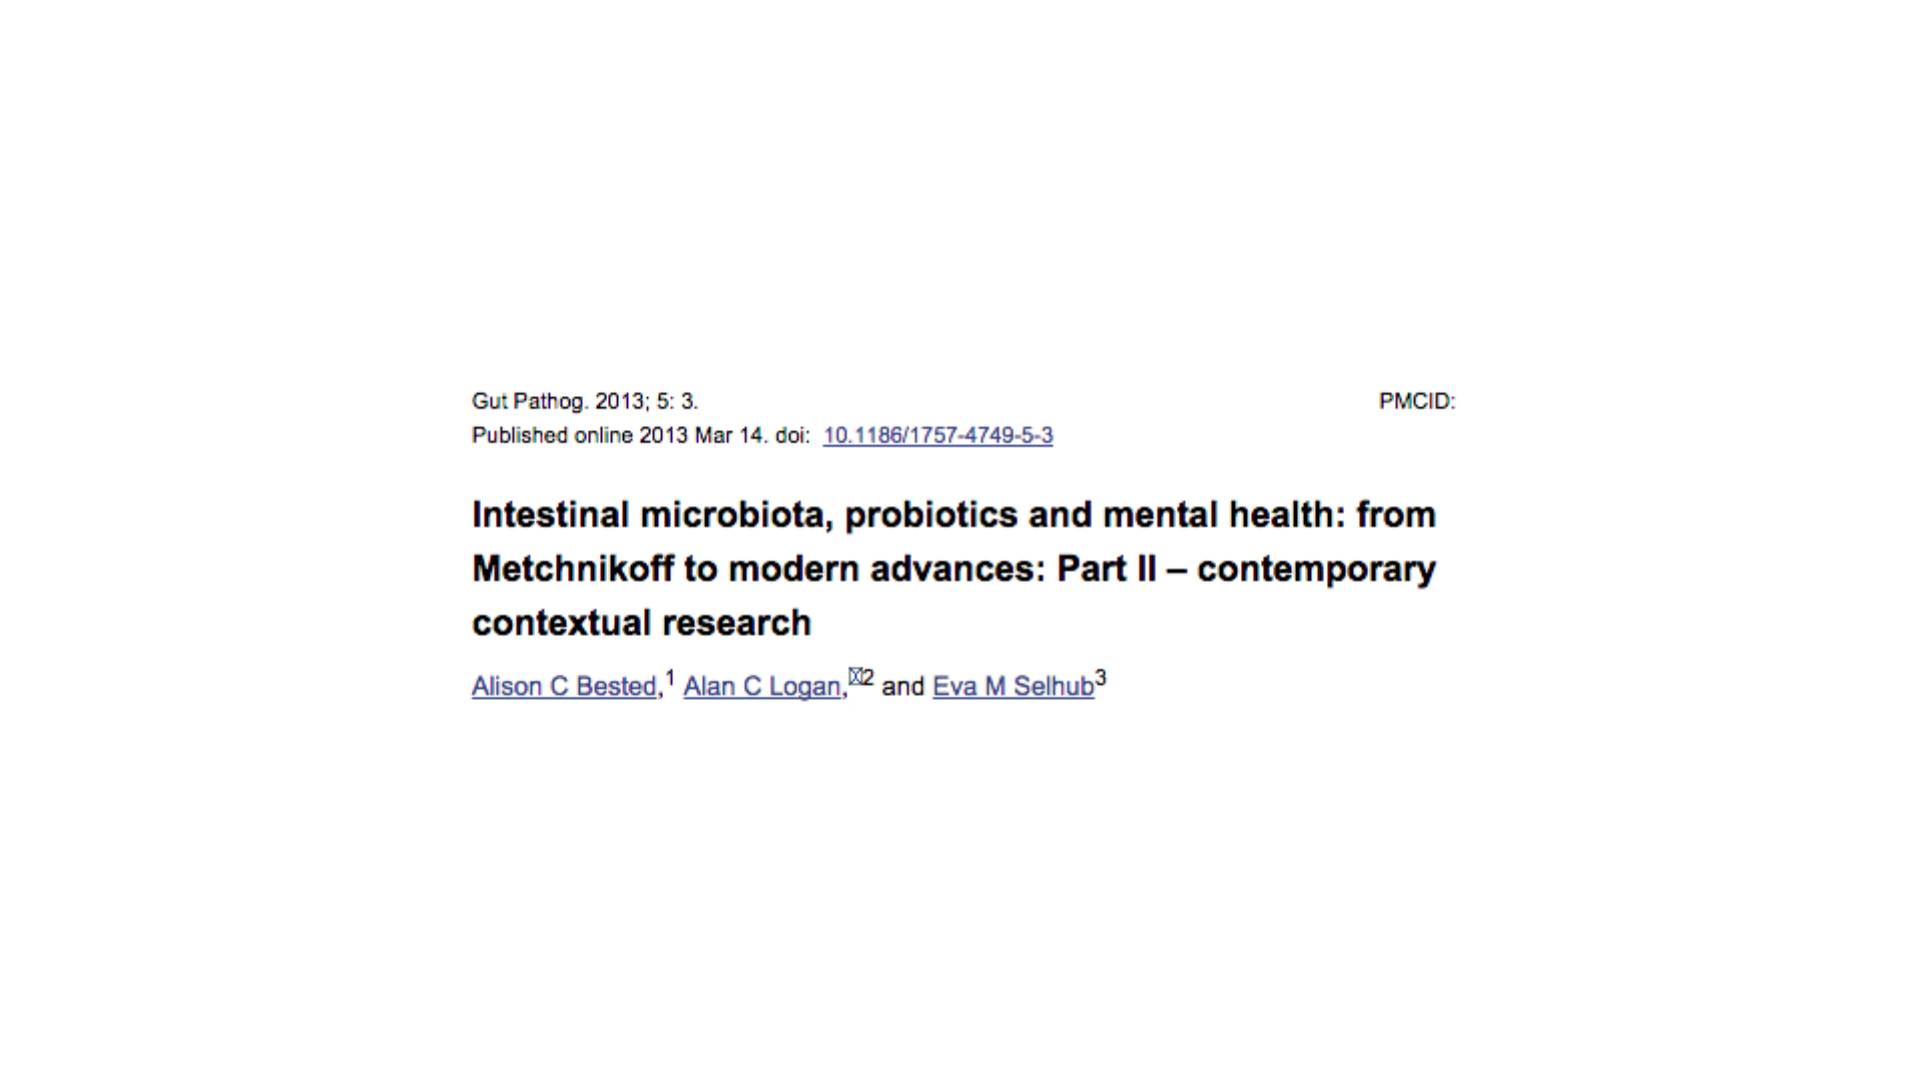 Gut Pathog. 2013; 5: 3. PMCID:
Published online 2013 Mar 14. doi: 10.1186/1757-4749-5-3
Intestinal microbiota, probiotics and mental health: from
Metchnikoff to modern advances: Part II – contemporary
contextual research
Alison C Bested,1 Alan C Logan,☒2 and Eva M Selhub3